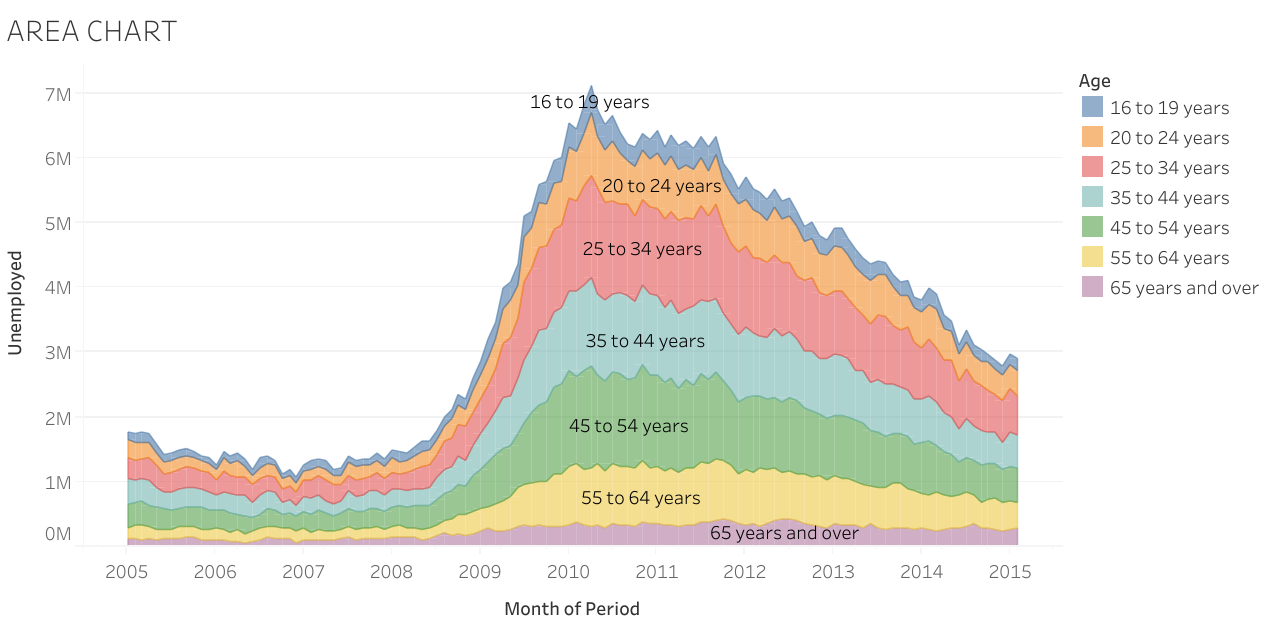 AREA CHART
Age
16 to 19 years
20 to 24 years
25 to 34 years
35 to 44 years
45 to 54 years
55 to 64 years
65 years and over
Unemployed
7M
6M
5M
4M
3M
2M
1M
0M
16 to 19 years
20 to 24 years
25 to 34 years
35 to 44 years
45 to 54 years
55 to 64 years
65 years and over
2005 2006 2007 2008 2009 2010 2011 2012 2013 2014 2015
Month of Period